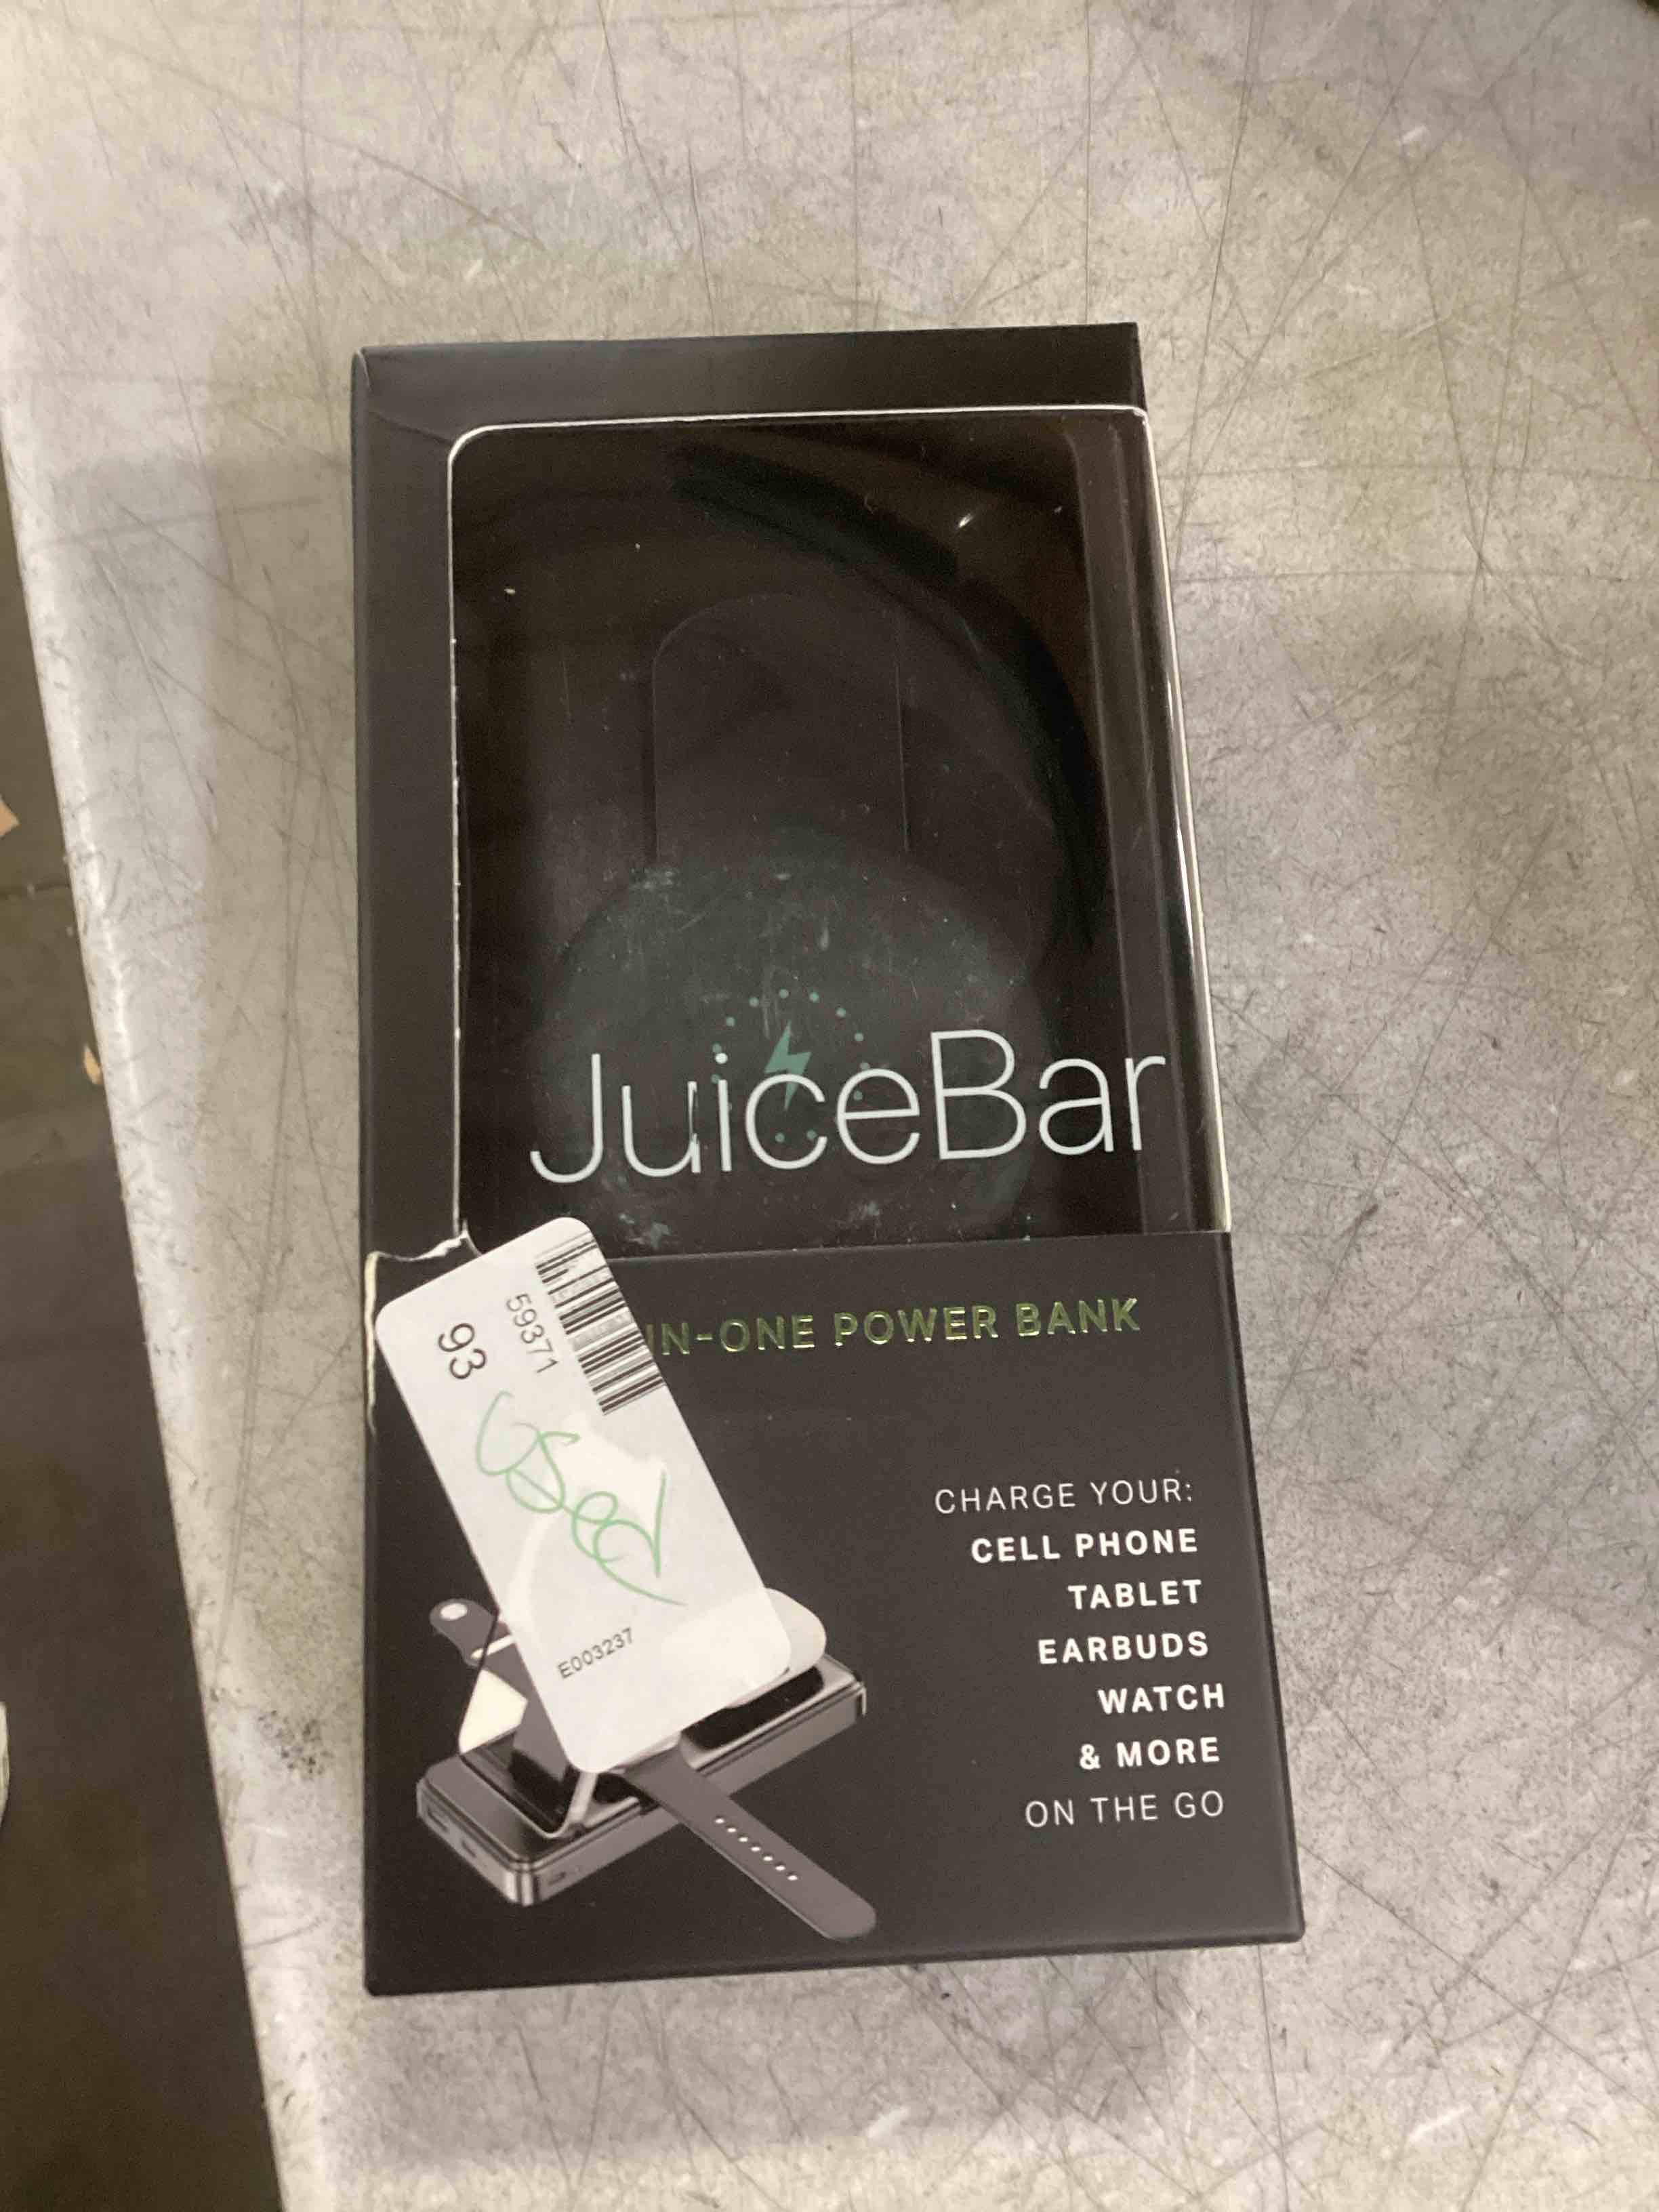 JuiceBar
IN-ONE POWER BANK
59371
93
USed
E003237
CHARGE YOUR:
CELL PHONE
TABLET
EARBUDS
WATCH
& MORE
ON THE GO